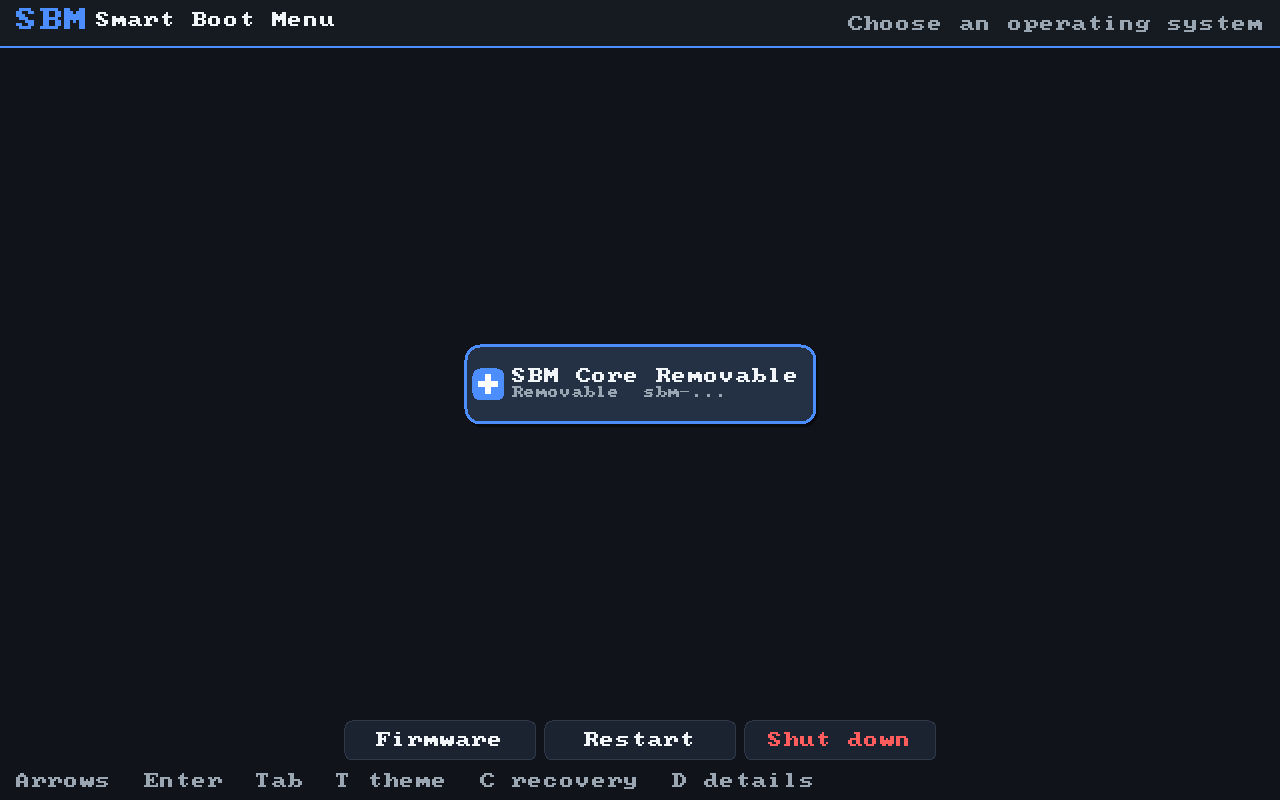 SBM Smart Boot Menu
Choose an operating system
SBM Core Removable
Removable sbm-...
Firmware
Restart
Shut down
Arrows Enter Tab T theme C recovery D details